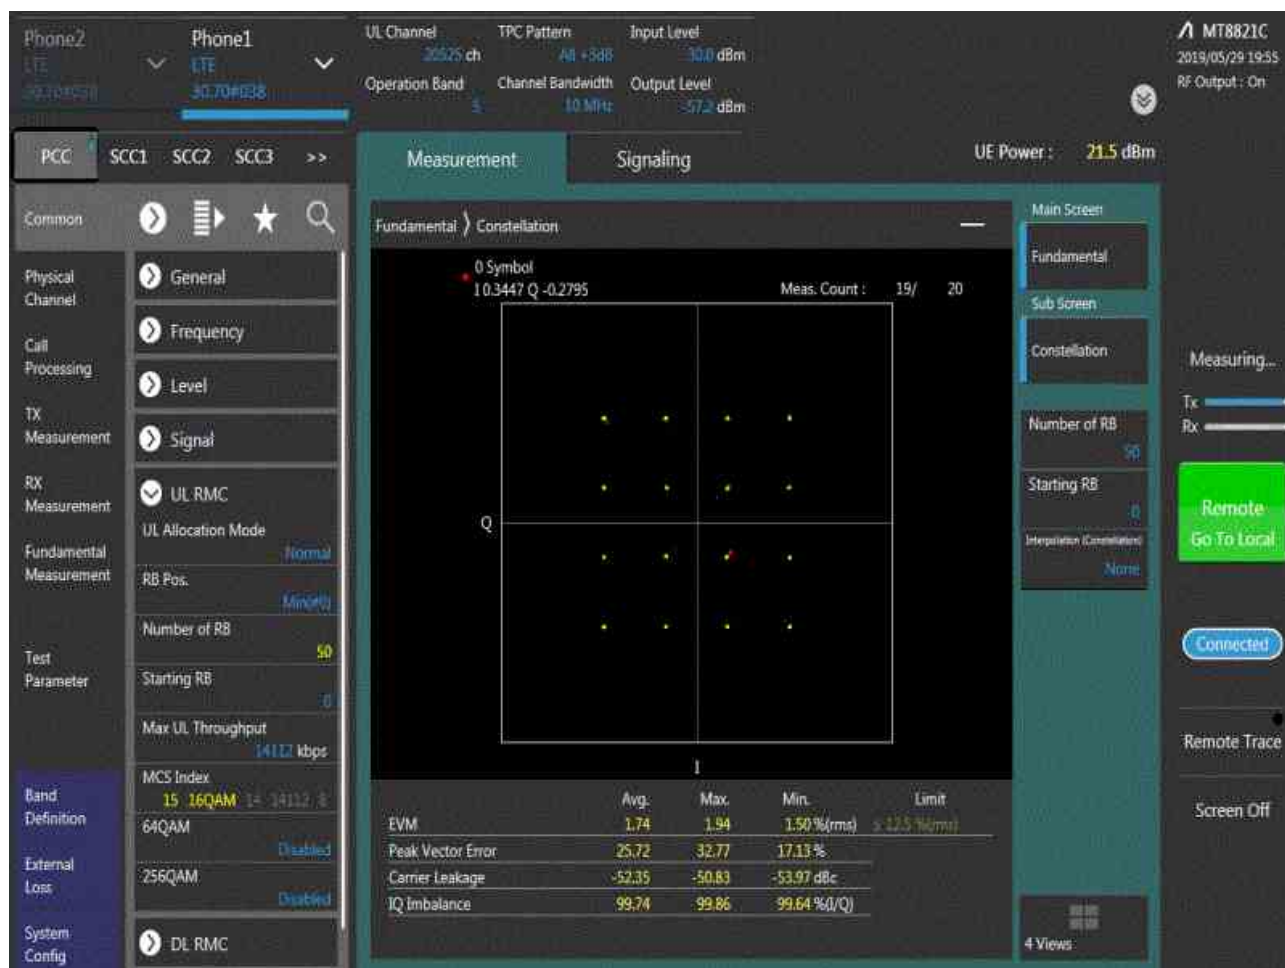 Phone2
LTE
Phone1
LTE
30.70#038
UL Channel
20525 ch
TPC Pattern
All +3dB
Input Level
30.0 dBm
Operation Band
5
Channel Bandwidth
10 MHz
Output Level
-57.2 dBm
MT8821C
2019/05/29 19:55
RF Output : On
PCC
SCC1
SCC2
SCC3
>>
Measurement
Signaling
UE Power : 21.5 dBm
Common
Physical
Channel
Call
Processing
TX
Measurement
RX
Measurement
Fundamental
Measurement
Test
Parameter
Band
Definition
External
Loss
System
Config
General
Frequency
Level
Signal
UL RMC
UL Allocation Mode
Normal
RB Pos.
Min(#0)
Number of RB
50
Starting RB
0
Max UL Throughput
14112 kbps
MCS Index
15 16QAM 14 14112 8
64QAM
Disabled
256QAM
Disabled
DL RMC
Fundamental 〉 Constellation
0 Symbol
I 0.3447 Q -0.2795
Meas. Count : 19/ 20
Q
I
Avg. Max. Min. Limit
EVM 1.74 1.94 1.50 %(rms) ≤ 12.5 %(rms)
Peak Vector Error 25.72 32.77 17.13 %
Carrier Leakage -52.35 -50.83 -53.97 dBc
IQ Imbalance 99.74 99.86 99.64 %(I/Q)
Main Screen
Fundamental
Sub Screen
Constellation
Number of RB
50
Starting RB
0
Interpolation (Constellation)
None
4 Views
Measuring...
Tx
Rx
Remote
Go To Local
Connected
Remote Trace
Screen Off